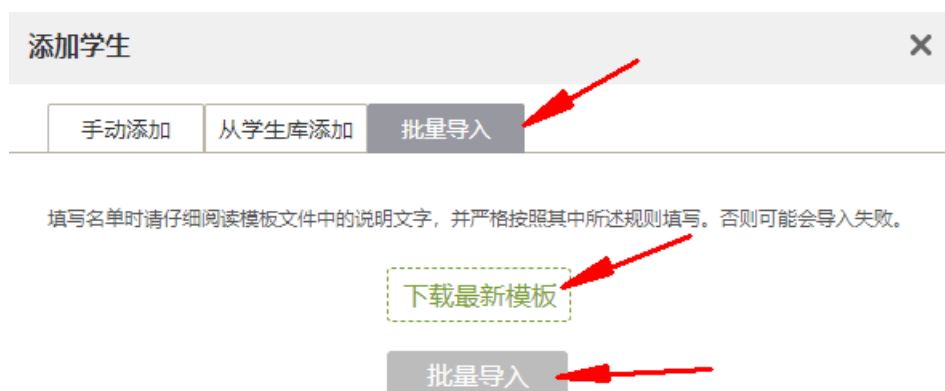 添加学生
手动添加 从学生库添加 批量导入
填写名单时请仔细阅读模板文件中的说明文字，并严格按照其中所述规则填写。否则可能会导入失败。
下载最新模板
批量导入